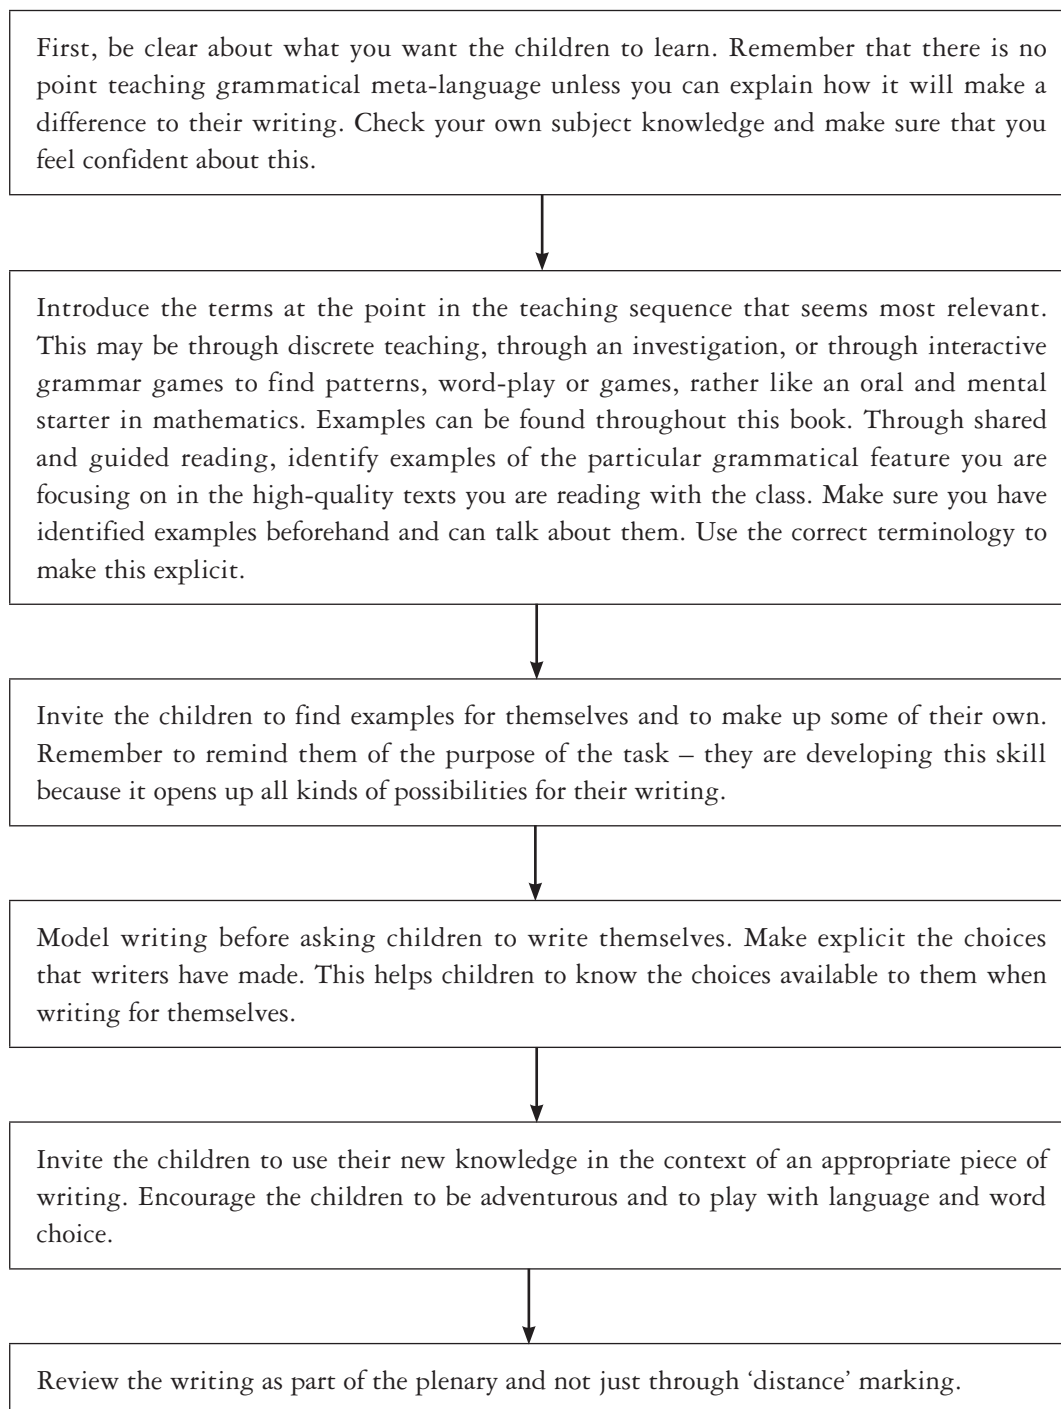 First, be clear about what you want the children to learn. Remember that there is no
point teaching grammatical meta-language unless you can explain how it will make a
difference to their writing. Check your own subject knowledge and make sure that you
feel confident about this.
Introduce the terms at the point in the teaching sequence that seems most relevant.
This may be through discrete teaching, through an investigation, or through interactive
grammar games to find patterns, word-play or games, rather like an oral and mental
starter in mathematics. Examples can be found throughout this book. Through shared
and guided reading, identify examples of the particular grammatical feature you are
focusing on in the high-quality texts you are reading with the class. Make sure you have
identified examples beforehand and can talk about them. Use the correct terminology to
make this explicit.
Invite the children to find examples for themselves and to make up some of their own.
Remember to remind them of the purpose of the task – they are developing this skill
because it opens up all kinds of possibilities for their writing.
Model writing before asking children to write themselves. Make explicit the choices
that writers have made. This helps children to know the choices available to them when
writing for themselves.
Invite the children to use their new knowledge in the context of an appropriate piece of
writing. Encourage the children to be adventurous and to play with language and word
choice.
Review the writing as part of the plenary and not just through ‘distance’ marking.